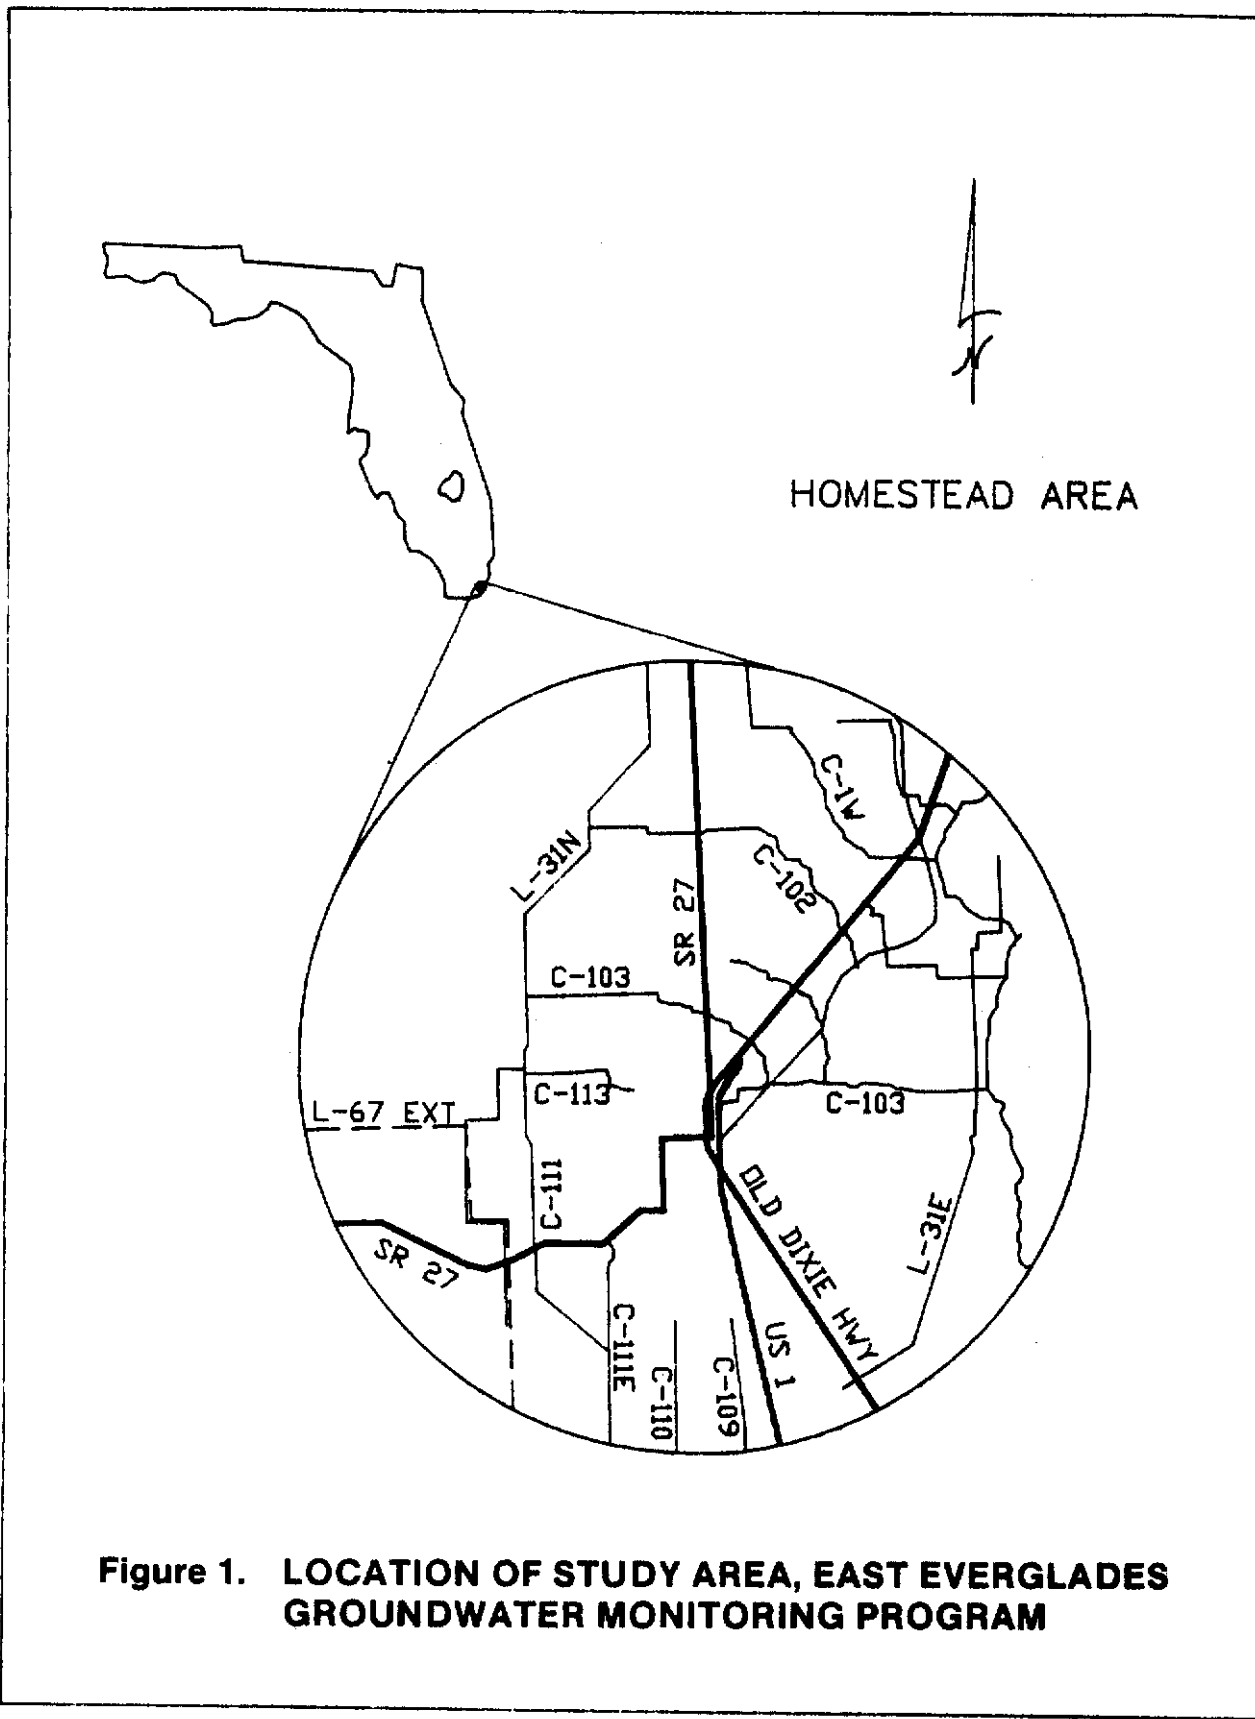 N
HOMESTEAD AREA
C-1W
L-31N
C-102
SR 27
C-103
C-113
C-103
L-67 EXT
C-111
OLD DIXIE HWY
L-31E
SR 27
US 1
C-111E
C-110
C-109
Figure 1. LOCATION OF STUDY AREA, EAST EVERGLADES
GROUNDWATER MONITORING PROGRAM